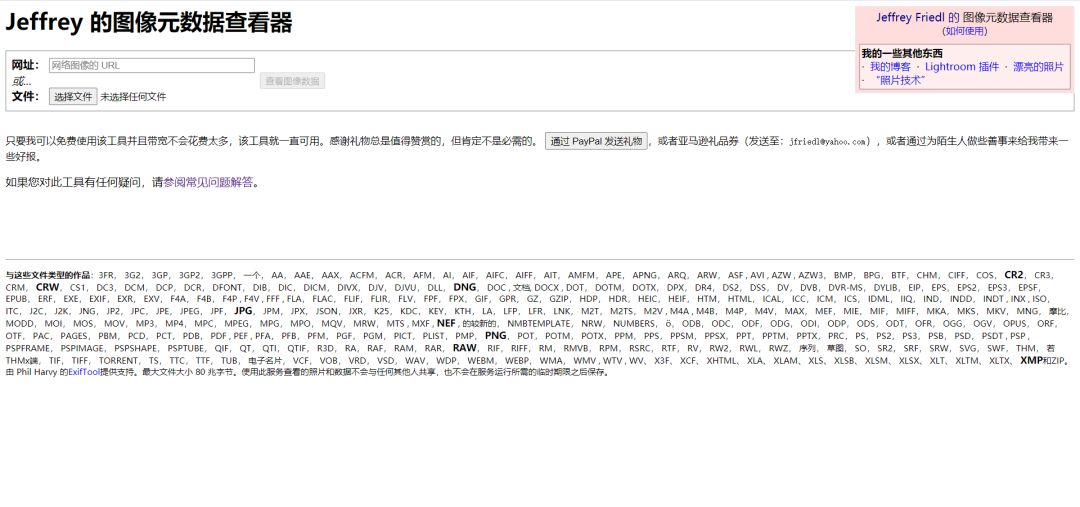 Jeffrey 的图像元数据查看器
Jeffrey Friedl 的 图像元数据查看器
(如何使用)
我的一些其他东西
· 我的博客 · Lightroom 插件 · 漂亮的照片
· “照片技术”
网址： 网络图像的 URL
或... 查看图像数据
文件： 选择文件 未选择任何文件
只要我可以免费使用该工具并且带宽不会花费太多，该工具就一直可用。感谢礼物总是值得赞赏的，但肯定不是必需的。 通过 PayPal 发送礼物 ，或者亚马逊礼品券（发送至：jfriedl@yahoo.com），或者通过为陌生人做些善事来给我带来一
些好报。
如果您对此工具有任何疑问，请参阅常见问题解答。
与这些文件类型的作品：3FR， 3G2， 3GP， 3GP2， 3GPP， 一个， AA， AAE， AAX， ACFM， ACR， AFM， AI， AIF， AIFC， AIFF， AIT， AMFM， APE， APNG， ARQ， ARW， ASF , AVI , AZW , AZW3， BMP， BPG， BTF， CHM， CIFF， COS， CR2， CR3，
CRM， CRW， CS1， DC3， DCM， DCP， DCR， DFONT， DIB， DIC， DICM， DIVX， DJV， DJVU， DLL， DNG， DOC , 文档, DOCX , DOT， DOTM， DOTX， DPX， DR4， DS2， DSS， DV， DVB， DVR-MS， DYLIB， EIP， EPS， EPS2， EPS3， EPSF，
EPUB， ERF， EXE， EXIF， EXR， EXV， F4A， F4B， F4P , F4V , FFF , FLA， FLAC， FLIF， FLIR， FLV， FPF， FPX， GIF， GPR， GZ， GZIP， HDP， HDR， HEIC， HEIF， HTM， HTML， ICAL， ICC， ICM， ICS， IDML， IIQ， IND， INDD， INDT , INX , ISO，
ITC， J2C， J2K， JNG， JP2， JPC， JPE， JPEG， JPF， JPG， JPM， JPX， JSON， JXR， K25， KDC， KEY， KTH， LA， LFP， LFR， LNK， M2T， M2TS， M2V , M4A , M4B， M4P， M4V， MAX， MEF， MIE， MIF， MIFF， MKA， MKS， MKV， MNG， 摩比，
MODD， MOI， MOS， MOV， MP3， MP4， MPC， MPEG， MPG， MPO， MQV， MRW， MTS , MXF , NEF , 的较新的， NMBTEMPLATE， NRW， NUMBERS， ö， ODB， ODC， ODF， ODG， ODI， ODP， ODS， ODT， OFR， OGG， OGV， OPUS， ORF，
OTF， PAC， PAGES， PBM， PCD， PCT， PDB， PDF , PEF , PFA， PFB， PFM， PGF， PGM， PICT， PLIST， PMP， PNG， POT， POTM， POTX， PPM， PPS， PPSM， PPSX， PPT， PPTM， PPTX， PRC， PS， PS2， PS3， PSB， PSD， PSDT , PSP ,
PSPFRAME， PSPIMAGE， PSPSHAPE， PSPTUBE， QIF， QT， QTI， QTIF， R3D， RA， RAF， RAM， RAR， RAW， RIF， RIFF， RM， RMVB， RPM， RSRC， RTF， RV， RW2， RWL， RWZ， 序列， 草图， SO， SR2， SRF， SRW， SVG， SWF， THM， 若
THMx端， TIF， TIFF， TORRENT， TS， TTC， TTF， TUB， 电子名片， VCF， VOB， VRD， VSD， WAV， WDP， WEBM， WEBP， WMA， WMV , WTV , WV、 X3F， XCF， XHTML， XLA， XLAM， XLS， XLSB， XLSM， XLSX， XLT， XLTM， XLTX， XMP和ZIP。
由 Phil Harvy 的ExifTool提供支持。最大文件大小 80 兆字节。使用此服务查看的照片和数据不会与任何其他人共享，也不会在服务运行所需的临时期限之后保存。